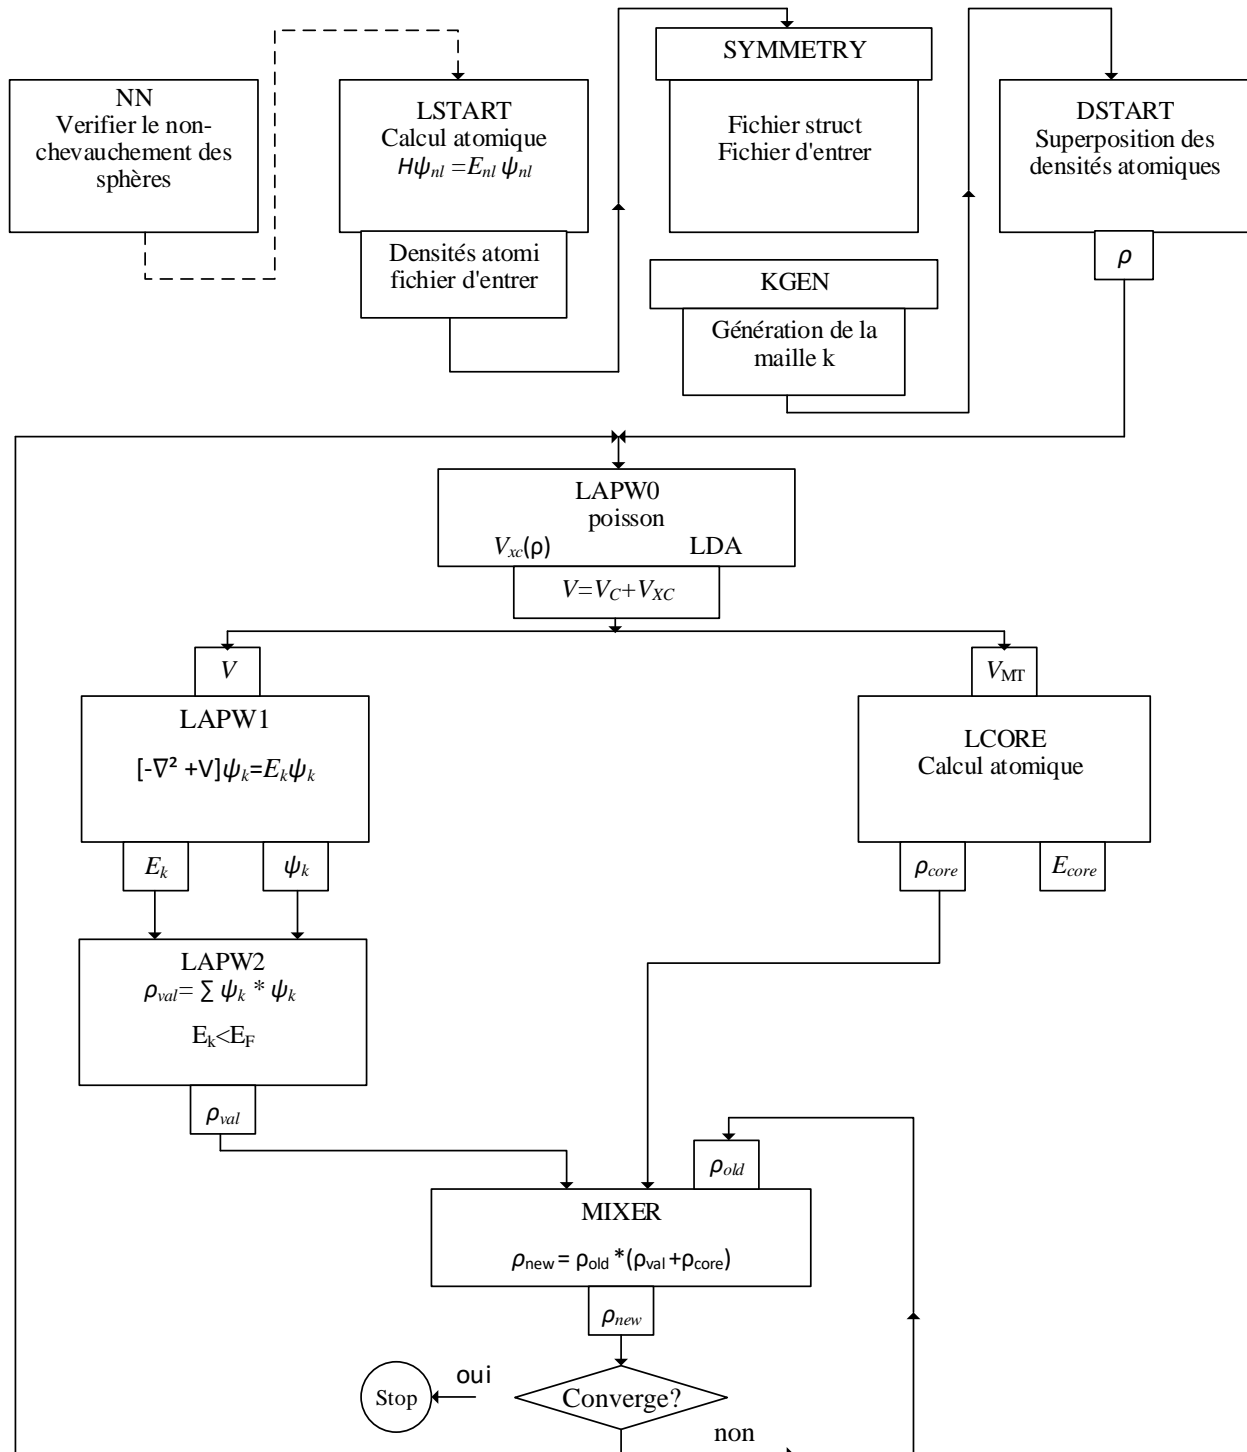 NN
Verifier le non-
chevauchement des
sphères
LSTART
Calcul atomique
Hψnl =Enl ψnl
Densités atomi
fichier d'entrer
SYMMETRY
Fichier struct
Fichier d'entrer
KGEN
Génération de la
maille k
DSTART
Superposition des
densités atomiques
ρ
LAPW0
poisson
Vxc(ρ) LDA
V=VC+VXC
V
VMT
LAPW1
[-∇² +V]ψk=Ekψk
LCORE
Calcul atomique
Ek
ψk
ρcore
Ecore
LAPW2
ρval= ∑ ψk * ψk
Ek<EF
ρval
ρold
MIXER
ρnew = ρold *(ρval +ρcore)
ρnew
Converge?
oui
Stop
non